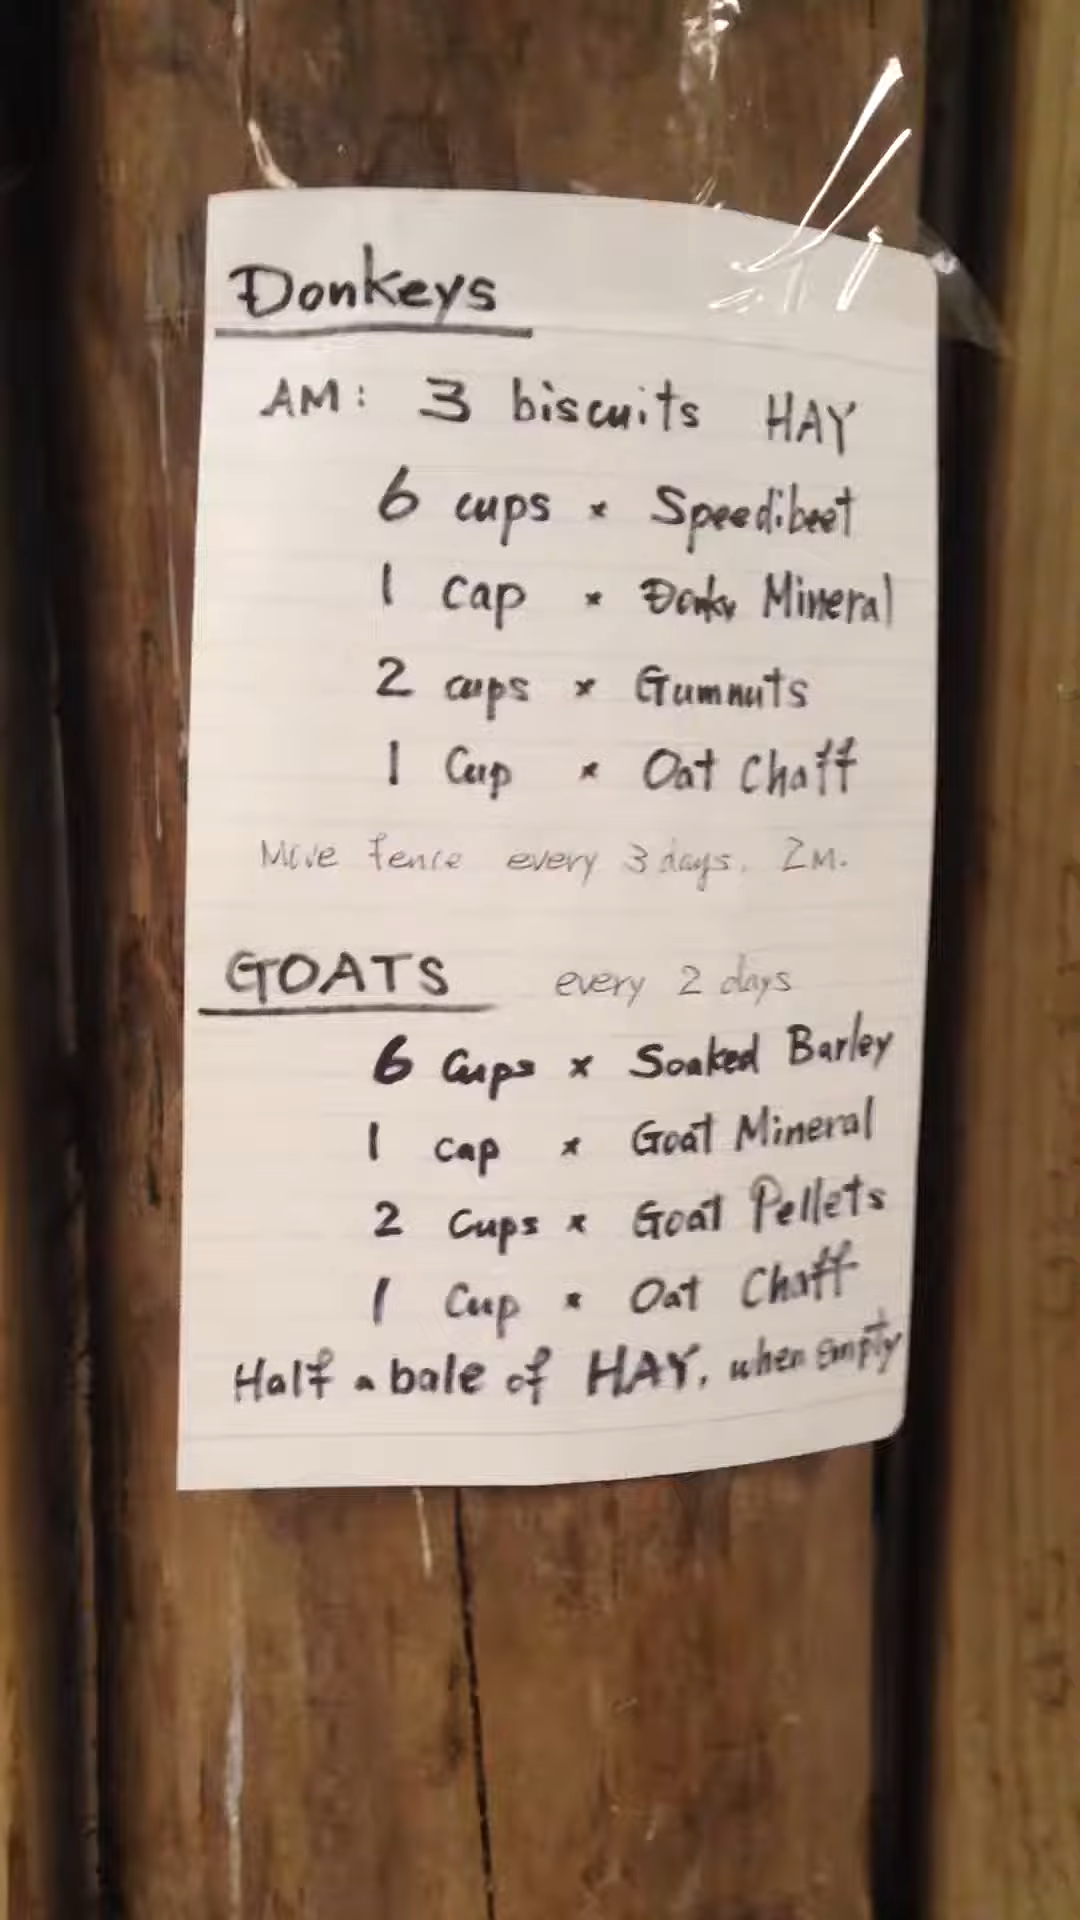 Donkeys
AM: 3 biscuits HAY
6 cups x Speedibeet
1 cap x Donky Mineral
2 cups x Gumnuts
1 Cup x Oat Chaff
Move fence every 3 days. 2M.
GOATS every 2 days
6 Cups x Soaked Barley
1 cap x Goat Mineral
2 Cups x Goat Pellets
1 Cup x Oat Chaff
Half a bale of HAY, when empty